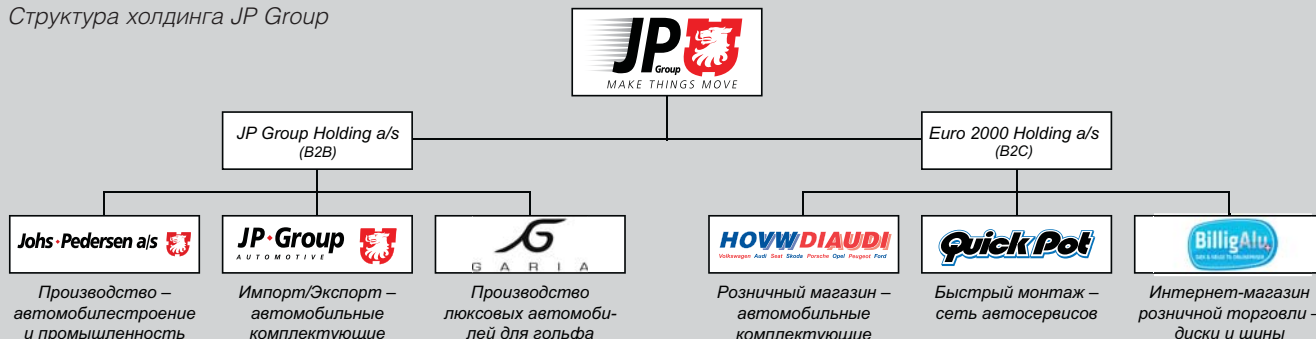 Структура холдинга JP Group
JP
Group
MAKE THINGS MOVE
JP Group Holding a/s
(B2B)
Euro 2000 Holding a/s
(B2C)
Johs·Pedersen a/s
JP·Group
AUTOMOTIVE
GARIA
HOVWDIAUDI
Volkswagen Audi Seat Skoda Porsche Opel Peugeot Ford
Quick Pot
BilligAlu
Производство –
автомобилестроение
и промышленность
Импорт/Экспорт –
автомобильные
комплектующие
Производство
люксовых автомоби-
лей для гольфа
Розничный магазин –
автомобильные
комплектующие
Быстрый монтаж –
сеть автосервисов
Интернет-магазин
розничной торговли –
диски и шины